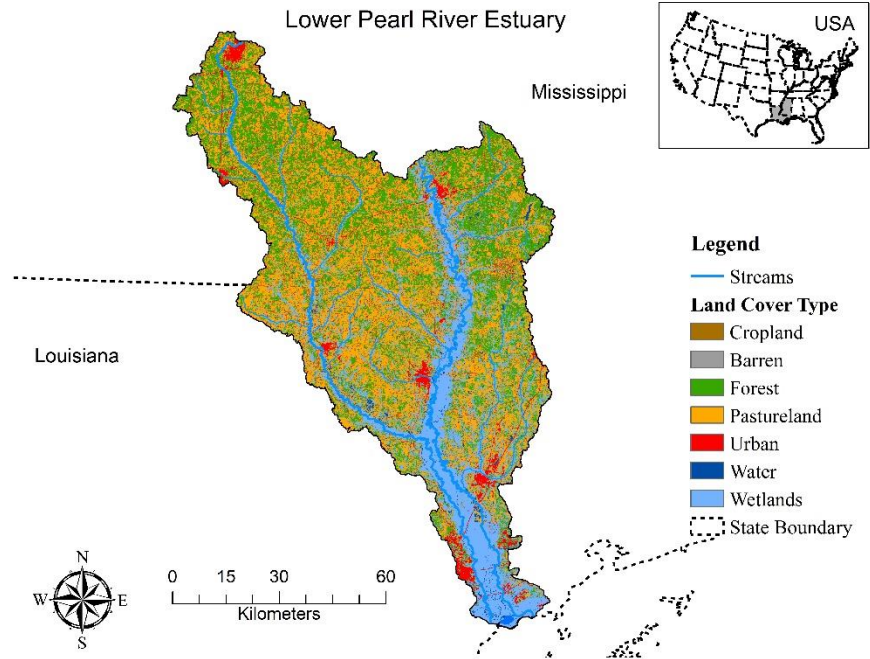 Lower Pearl River Estuary
USA
Mississippi
Louisiana
Legend
Streams
Land Cover Type
Cropland
Barren
Forest
Pastureland
Urban
Water
Wetlands
State Boundary
N
W E
S
0 15 30 60
Kilometers